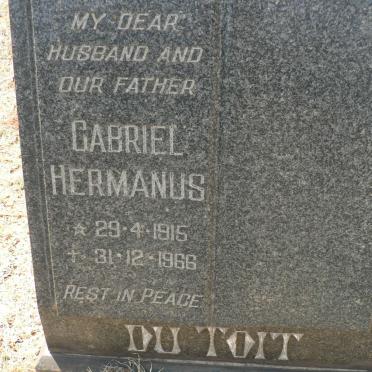 MY DEAR
HUSBAND AND
OUR FATHER
GABRIEL
HERMANUS
* 29·4·1915
+ 31·12·1966
REST IN PEACE
DU TOIT